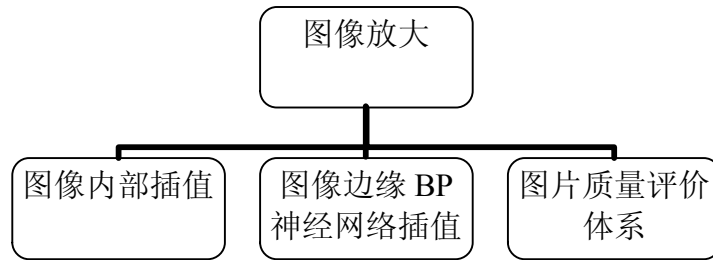 图像放大
图像内部插值
图像边缘 BP
神经网络插值
图片质量评价
体系